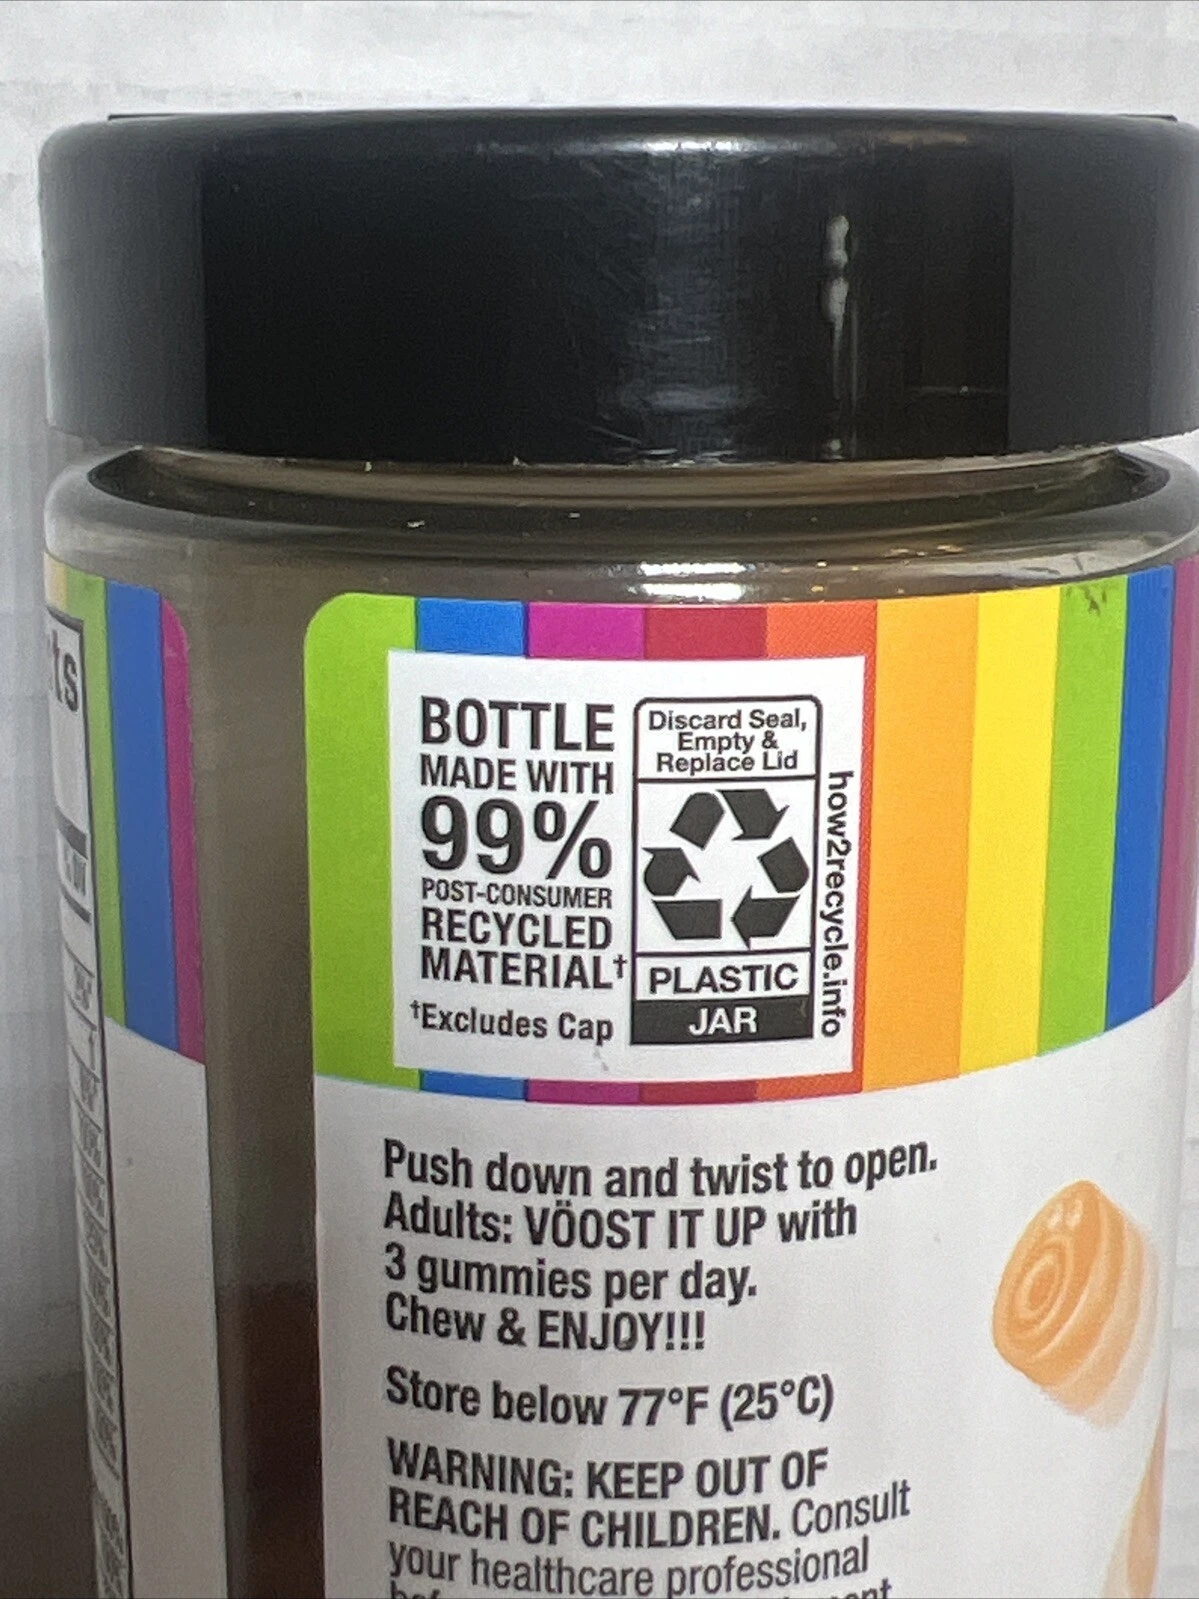 BOTTLE
MADE WITH
99%
POST-CONSUMER
RECYCLED
MATERIAL†
†Excludes Cap
Discard Seal,
Empty &
Replace Lid
PLASTIC
JAR
how2recycle.info
Push down and twist to open.
Adults: VÖOST IT UP with
3 gummies per day.
Chew & ENJOY!!!
Store below 77°F (25°C)
WARNING: KEEP OUT OF
REACH OF CHILDREN. Consult
your healthcare professional